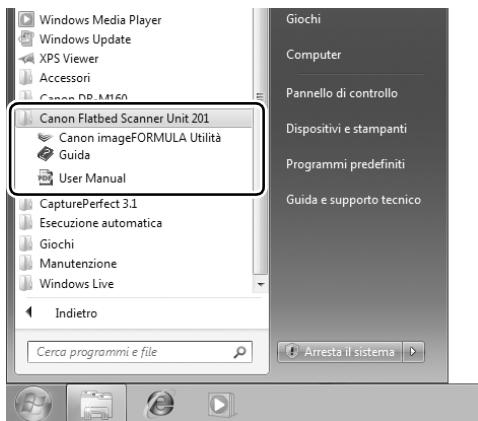 Windows Media Player
Windows Update
XPS Viewer
Accessori
Canon DR-M160
Canon Flatbed Scanner Unit 201
Canon imageFORMULA Utilità
Guida
PDF
User Manual
CapturePerfect 3.1
Esecuzione automatica
Giochi
Manutenzione
Windows Live
Indietro
Cerca programmi e file
Giochi
Computer
Pannello di controllo
Dispositivi e stampanti
Programmi predefiniti
Guida e supporto tecnico
Arresta il sistema